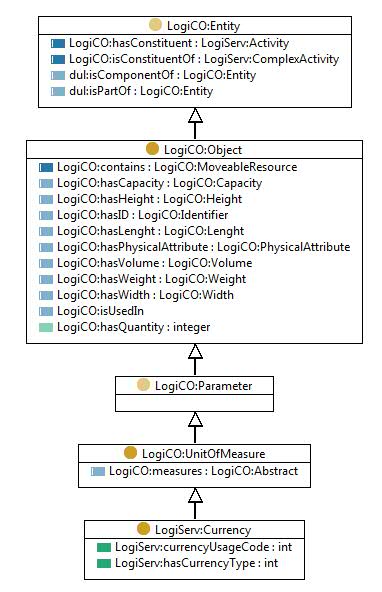 LogiCO:Entity
LogiCO:hasConstituent : LogiServ:Activity
LogiCO:isConstituentOf : LogiServ:ComplexActivity
dul:isComponentOf : LogiCO:Entity
dul:isPartOf : LogiCO:Entity
LogiCO:Object
LogiCO:contains : LogiCO:MoveableResource
LogiCO:hasCapacity : LogiCO:Capacity
LogiCO:hasHeight : LogiCO:Height
LogiCO:hasID : LogiCO:Identifier
LogiCO:hasLenght : LogiCO:Lenght
LogiCO:hasPhysicalAttribute : LogiCO:PhysicalAttribute
LogiCO:hasVolume : LogiCO:Volume
LogiCO:hasWeight : LogiCO:Weight
LogiCO:hasWidth : LogiCO:Width
LogiCO:isUsedIn
LogiCO:hasQuantity : integer
LogiCO:Parameter
LogiCO:UnitOfMeasure
LogiCO:measures : LogiCO:Abstract
LogiServ:Currency
LogiServ:currencyUsageCode : int
LogiServ:hasCurrencyType : int